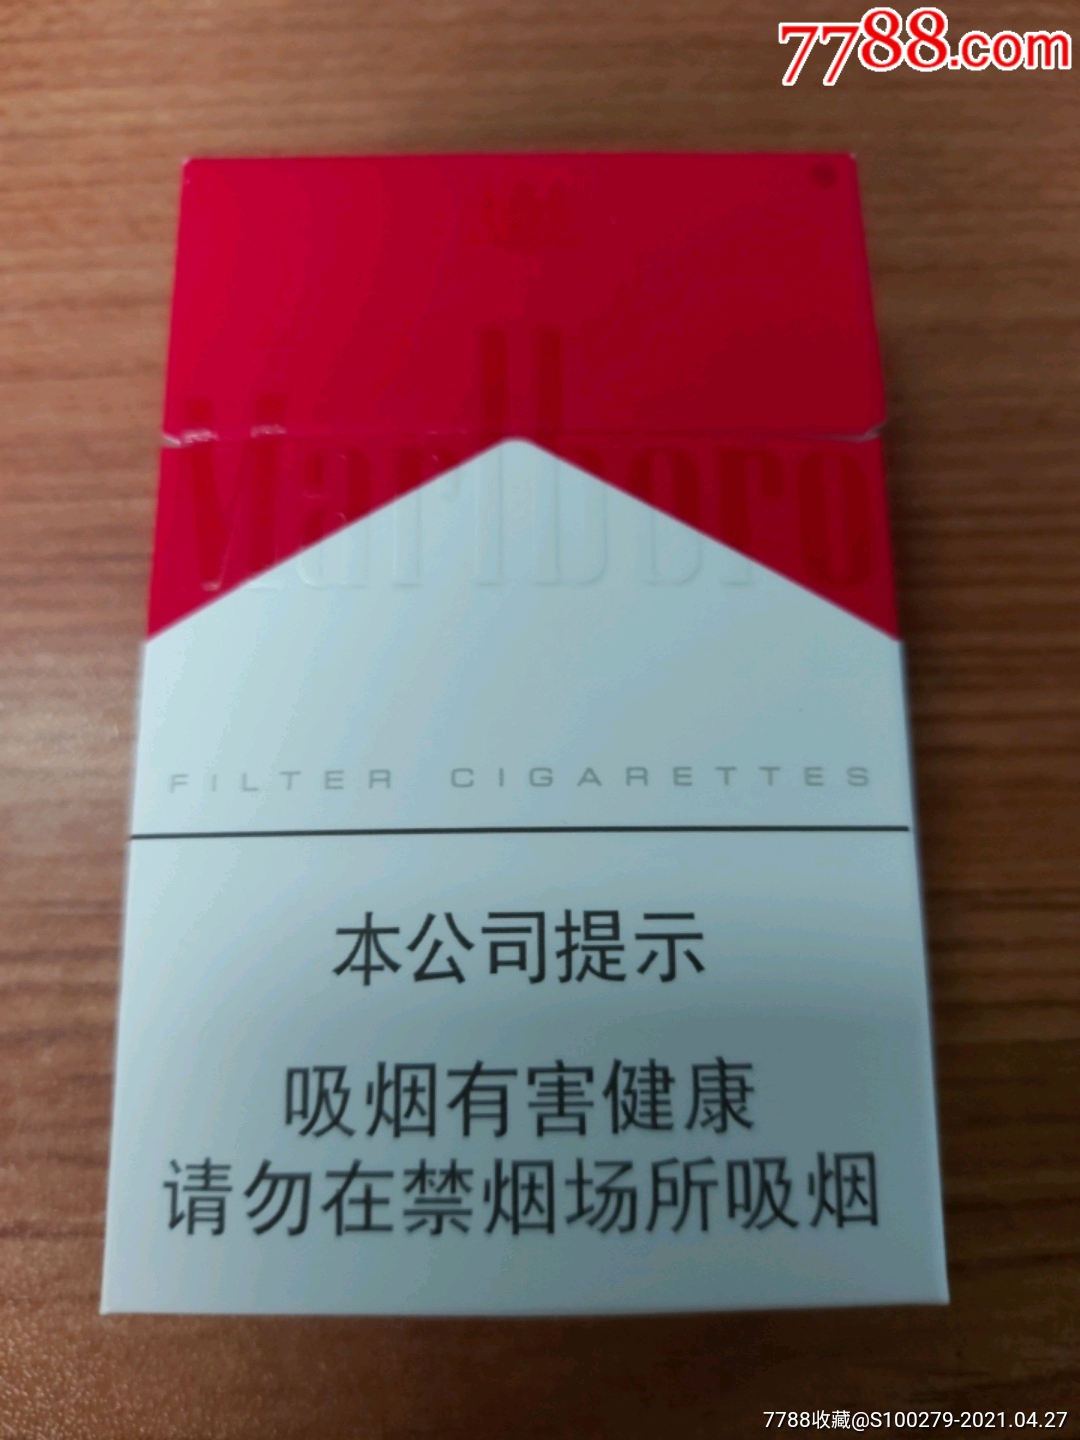 7788.com
Marlboro
FILTER CIGARETTES
本公司提示
吸烟有害健康
请勿在禁烟场所吸烟
7788收藏@S100279-2021.04.27